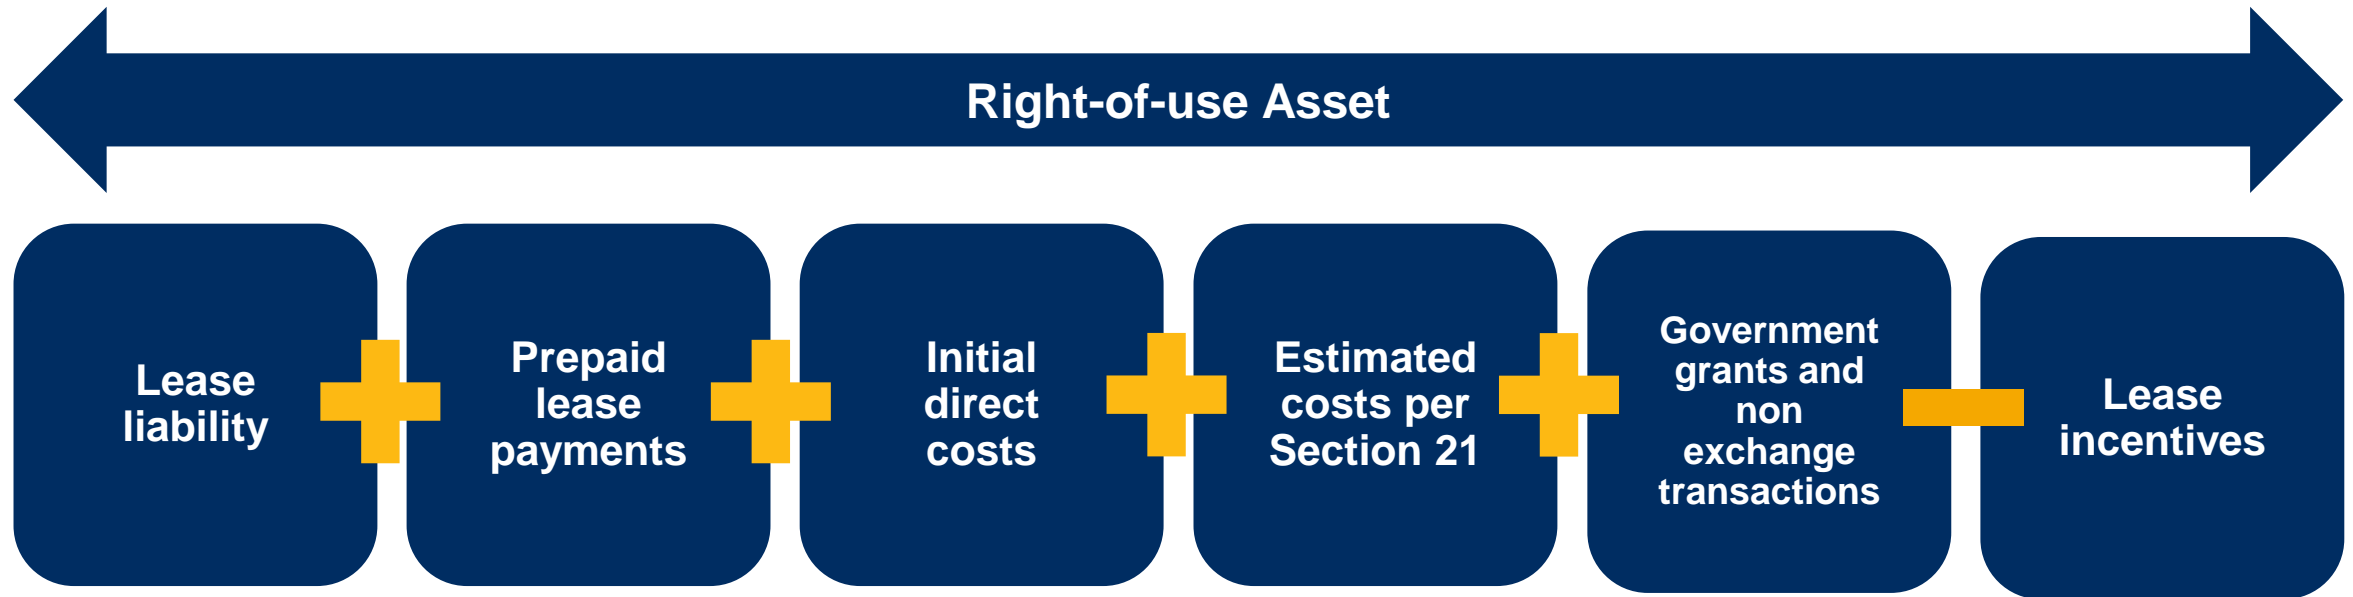 Right-of-use Asset
Lease
liability
Prepaid
lease
payments
Initial
direct
costs
Estimated
costs per
Section 21
Government
grants and
non
exchange
transactions
Lease
incentives